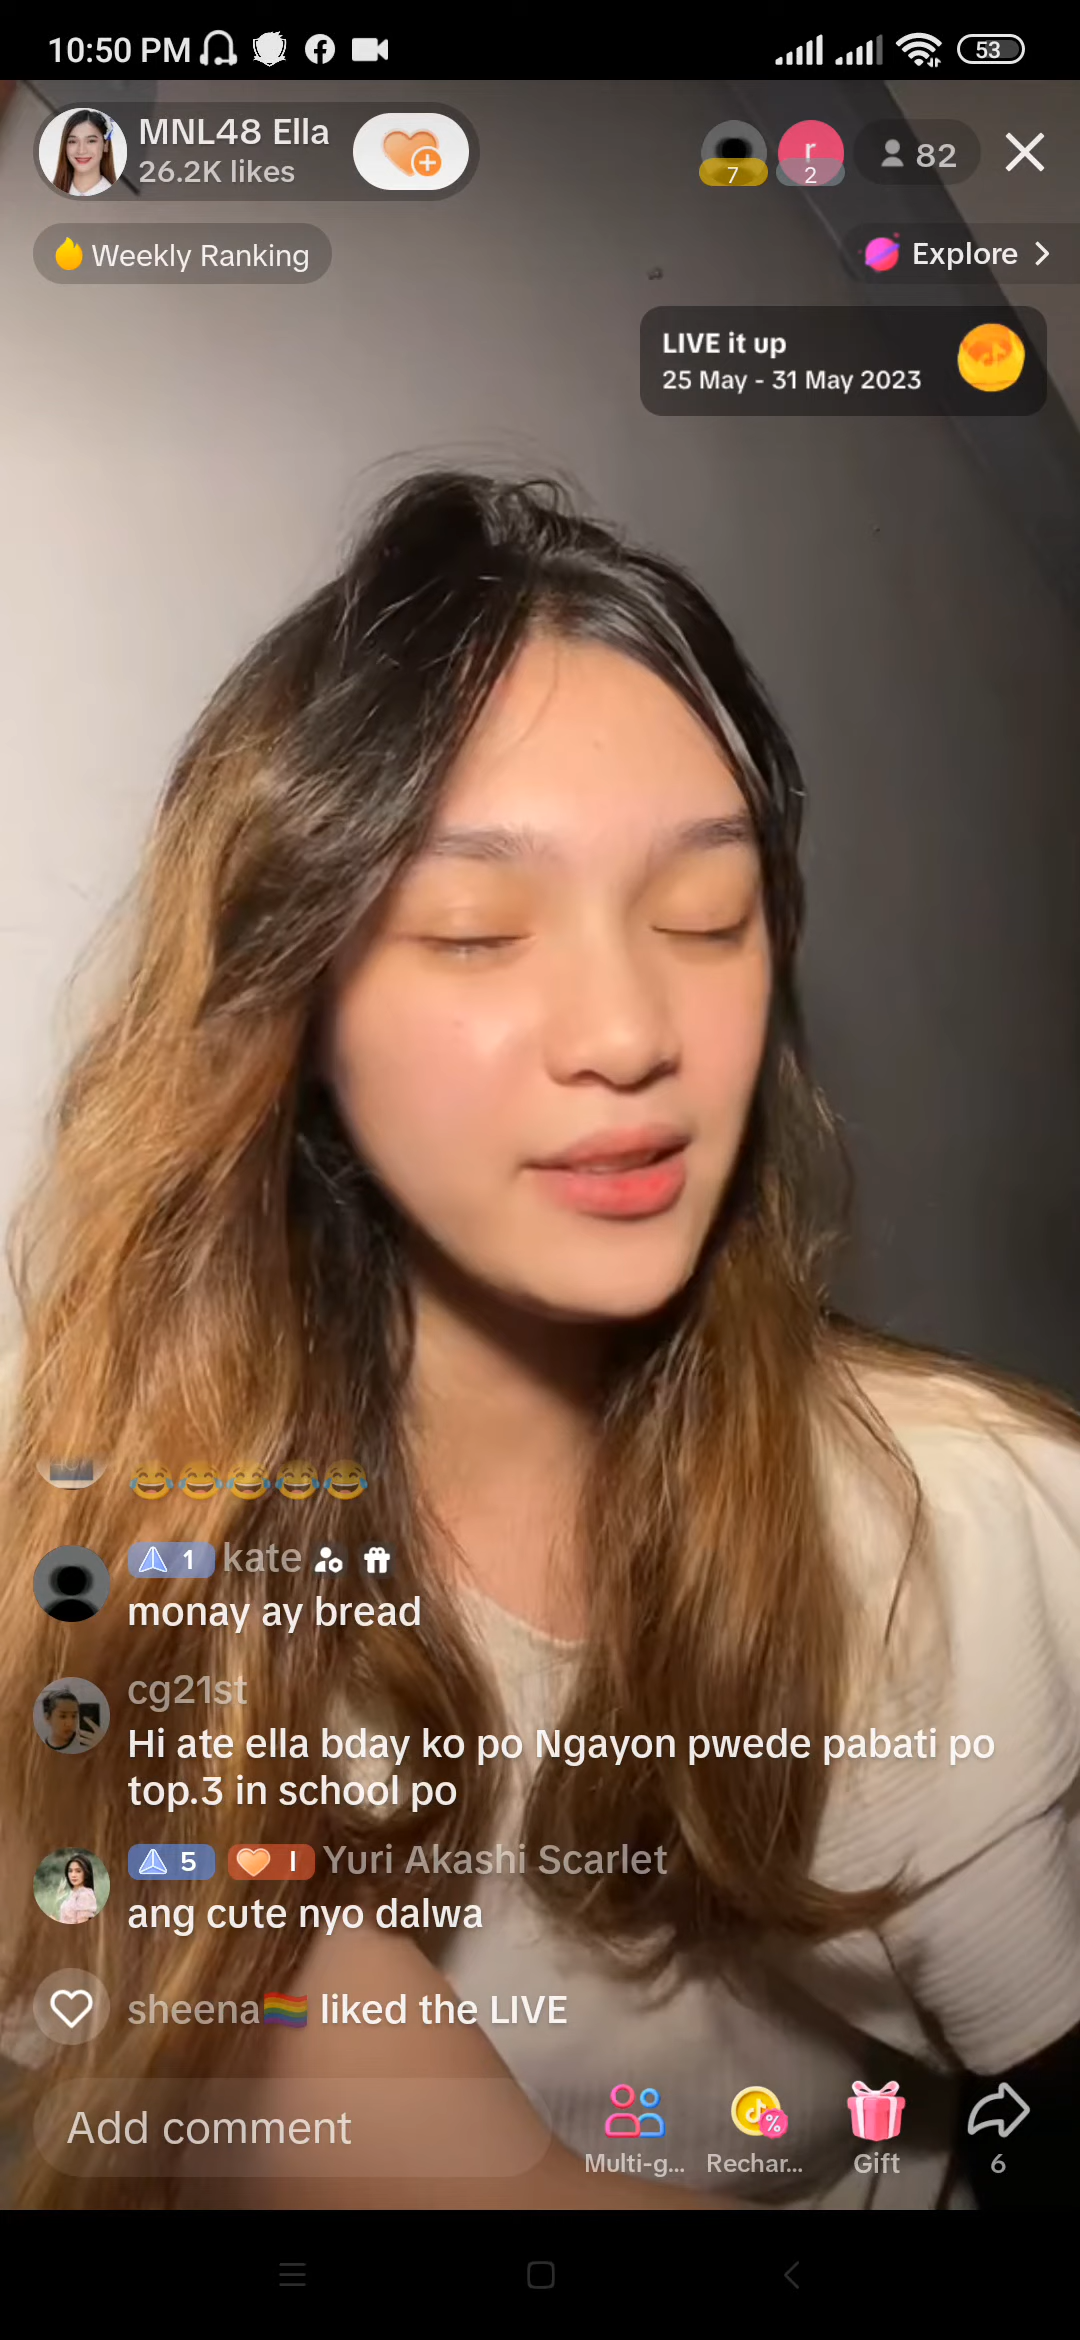 10:50 PM
53
MNL48 Ella
26.2K likes
7
r
2
82
Weekly Ranking
Explore
LIVE it up
25 May - 31 May 2023
😂😂😂😂😂
1 kate
monay ay bread
cg21st
Hi ate ella bday ko po Ngayon pwede pabati po
top.3 in school po
5 I Yuri Akashi Scarlet
ang cute nyo dalwa
sheena🏳️‍🌈 liked the LIVE
Add comment
%
Multi-g...
Rechar...
Gift
6